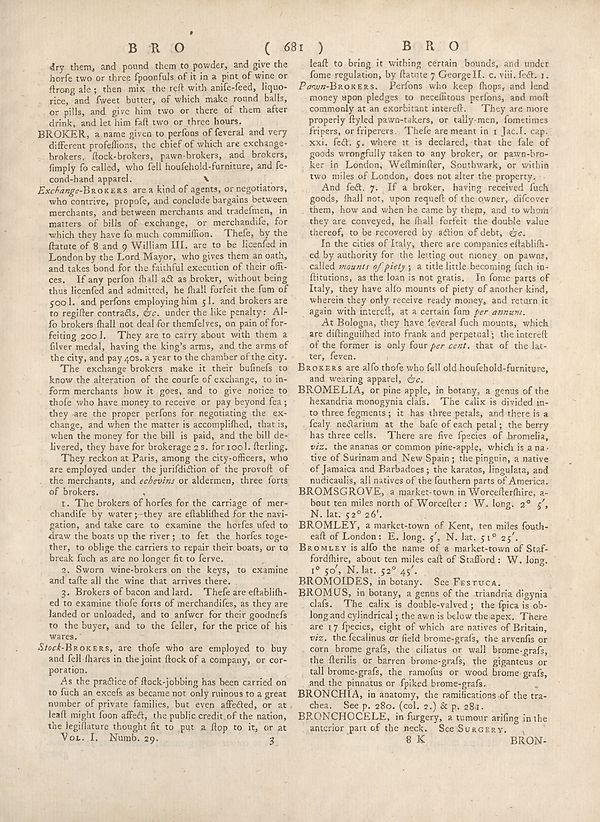 B R O ( 681 ) B R O
dry them, and pound them to powder, and give the
horſe two or three ſpoonfuls of it in a pint of wine or
ſtrong ale; then mix the reſt with aniſe-ſeed, liquo-
rice, and ſweet butter, of which make round balls,
or pills, and give him two or three of them after
drink, and let him faſt two or three hours.
BROKER, a name given to perſons of ſeveral and very
different profeſſions, the chief of which are exchange-
brokers, ſtock-brokers, pawn-brokers, and brokers,
ſimply ſo called, who ſell houſehold-furniture, and ſe-
cond-hand apparel.
Exchange-BROKERS are a kind of agents, or negotiators,
who contrive, propoſe, and conclude bargains between
merchants, and between merchants and tradeſmen, in
matters of bills of exchange, or merchandiſe, for
which they have ſo much commiſſion. Theſe, by the
ſtatute of 8 and 9 William III. are to be licenſed in
London by the Lord Mayor, who gives them an oath,
and takes bond for the faithful execution of their offi-
ces. If any perſon ſhall act as broker, without being
thus licenſed and admitted, he ſhall forfeit the ſum of
500 l. and perſons employing him 5 l. and brokers are
to regiſter contracts, &c. under the like penalty: Al-
ſo brokers ſhall not deal for themſelves, on pain of for-
feiting 200 l. They are to carry about with them a
ſilver medal, having the king's arms, and the arms of
the city, and pay 40s. a year to the chamber of the city.
The exchange brokers make it their buſineſs to
know the alteration of the courſe of exchange, to in-
form merchants how it goes, and to give notice to
thoſe who have money to receive or pay beyond ſea;
they are the proper perſons for negotiating the ex-
change, and when the matter is accompliſhed, that is,
when the money for the bill is paid, and the bill de-
livered, they have for brokerage 2 s. for 100 l. ſterling.
They reckon at Paris, among the city-officers, who
are employed under the juriſdiction of the provoſt of
the merchants, and echevins or aldermen, three ſorts
of brokers.
1. The brokers of horſes for the carriage of mer-
chandiſe by water; they are eſtabliſhed for the navi-
gation, and take care to examine the horſes uſed to
draw the boats up the river; to ſet the horſes toge-
ther, to oblige the carriers to repair their boats, or to
break ſuch as are no longer fit to ſerve.
2. Sworn wine-brokers on the keys, to examine
and taſte all the wine that arrives there.
3. Brokers of bacon and lard. Theſe are eſtabliſh-
ed to examine thoſe ſorts of merchandiſes, as they are
landed or unloaded, and to anſwer for their goodneſs
to the buyer, and to the ſeller, for the price of his
wares.
Stock-BROKERS, are thoſe who are employed to buy
and ſell ſhares in the joint ſtock of a company, or cor-
poration.
As the practice of ſtock-jobbing has been carried on
to ſuch an exceſs as became not only ruinous to a great
number of private families, but even affected, or at
leaſt might ſoon affect, the public credit of the nation,
the legiſlature thought fit to put a ſtop to it, or at
VOL. I. Numb. 29. 3
leaſt to bring it withing certain bounds, and under
ſome regulation, by ſtatute 7 George II. c. viii. ſect. 1.
Pawn-BROKERS. Perſons who keep ſhops, and lend
money upon pledges to neceſſitous perſons, and moſt
commonly at an exorbitant intereſt. They are more
properly ſtyled pawn-takers, or tally-men, ſometimes
fripers, or friperers. Theſe are meant in 1 Jac. I. cap.
xxi. ſect. 5. where it is declared, that the ſale of
goods wrongfully taken to any broker, or pawn-bro-
ker in London, Weſtminſter, Southwark, or within
two miles of London, does not alter the property.
And ſect. 7. If a broker, having received ſuch
goods, ſhall not, upon requeſt of the owner, diſcover
them, how and when he came by them, and to whom
they are conveyed, he ſhall forfeit the double value
thereof, to be recovered by action of debt, &c.
In the cities of Italy, there are companies eſtabliſh-
ed by authority for the letting out money on pawns,
called mounts of piety; a title little becoming ſuch in-
ſtitutions, as the loan is not gratis. In ſome parts of
Italy, they have alſo mounts of piety of another kind,
wherein they only receive ready money, and return it
again with intereſt, at a certain ſum per annum.
At Bologna, they have ſeveral ſuch mounts, which
are diſtinguiſhed into frank and perpetual; the intereſt
of the former is only four per cent. that of the lat-
ter, ſeven.
BROKERS are alſo thoſe who ſell old houſehold-furniture,
and wearing apparel, &c.
BROMELIA, or pine apple, in botany, a genus of the
hexandria monogynia claſs. The calix is divided in-
to three ſegments; it has three petals, and there is a
ſcaly nectarium at the baſe of each petal; the berry
has three cells. There are five ſpecies of bromelia,
viz. the ananas or common pine-apple, which is a na-
tive of Surinam and New Spain; the pinguin, a native
of Jamaica and Barbadoes; the karatos, lingulata, and
nudicaulis, all natives of the ſouthern parts of America.
BROMSGROVE, a market-town in Worceſterſhire, a-
bout ten miles north of Worceſter: W. long. 2° 5′,
N. lat. 52° 26′.
BROMLEY, a market-town of Kent, ten miles ſouth-
eaſt of London: E. long. 5′, N. lat. 51° 25′.
BROMLEY is alſo the name of a market-town of Staf-
fordſhire, about ten miles eaſt of Stafford: W. long.
1° 50′, N. lat. 52° 45′.
BROMOIDES, in botany. See FESTUCA.
BROMUS, in botany, a genus of the triandria digynia
claſs. The calix is double-valved; the ſpica is ob-
long and cylindrical; the awn is below the apex. There
are 17 ſpecies, eight of which are natives of Britain,
viz. the ſecalinus or field brome-graſs, the arvenſis or
corn brome graſs, the ciliatus or wall brome-graſs,
the ſterilis or barren brome-graſs, the giganteus or
tall brome-graſs, the ramoſus or wood brome graſs,
and the pinnatus or ſpiked brome-graſs.
BRONCHIA, in anatomy, the ramifications of the tra-
chea. See p. 280. (col. 2.) & p. 281.
BRONCHOCELE, in ſurgery, a tumour ariſing in the
anterior part of the neck. See SURGERY.
8 K BRON-